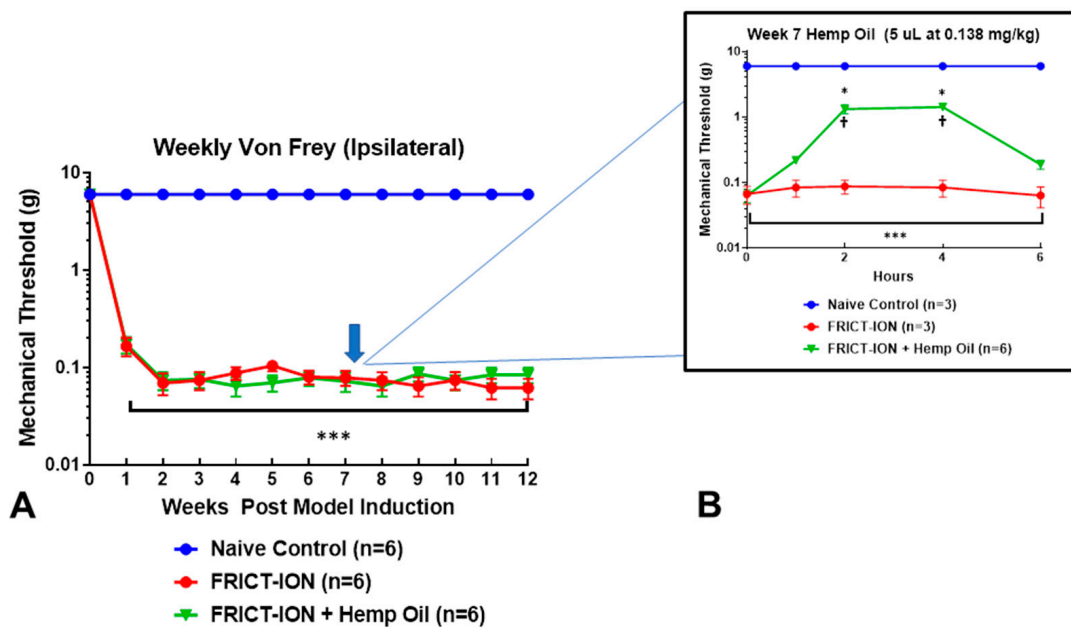 Weekly Von Frey (Ipsilateral)
Mechanical Threshold (g)
10
1
0.1
0.01
***
0 1 2 3 4 5 6 7 8 9 10 11 12
Weeks Post Model Induction
A
Naive Control (n=6)
FRICT-ION (n=6)
FRICT-ION + Hemp Oil (n=6)
Week 7 Hemp Oil (5 uL at 0.138 mg/kg)
Mechanical Threshold (g)
10
1
0.1
0.01
* *
† †
***
0 2 4 6
Hours
Naive Control (n=3)
FRICT-ION (n=3)
FRICT-ION + Hemp Oil (n=6)
B